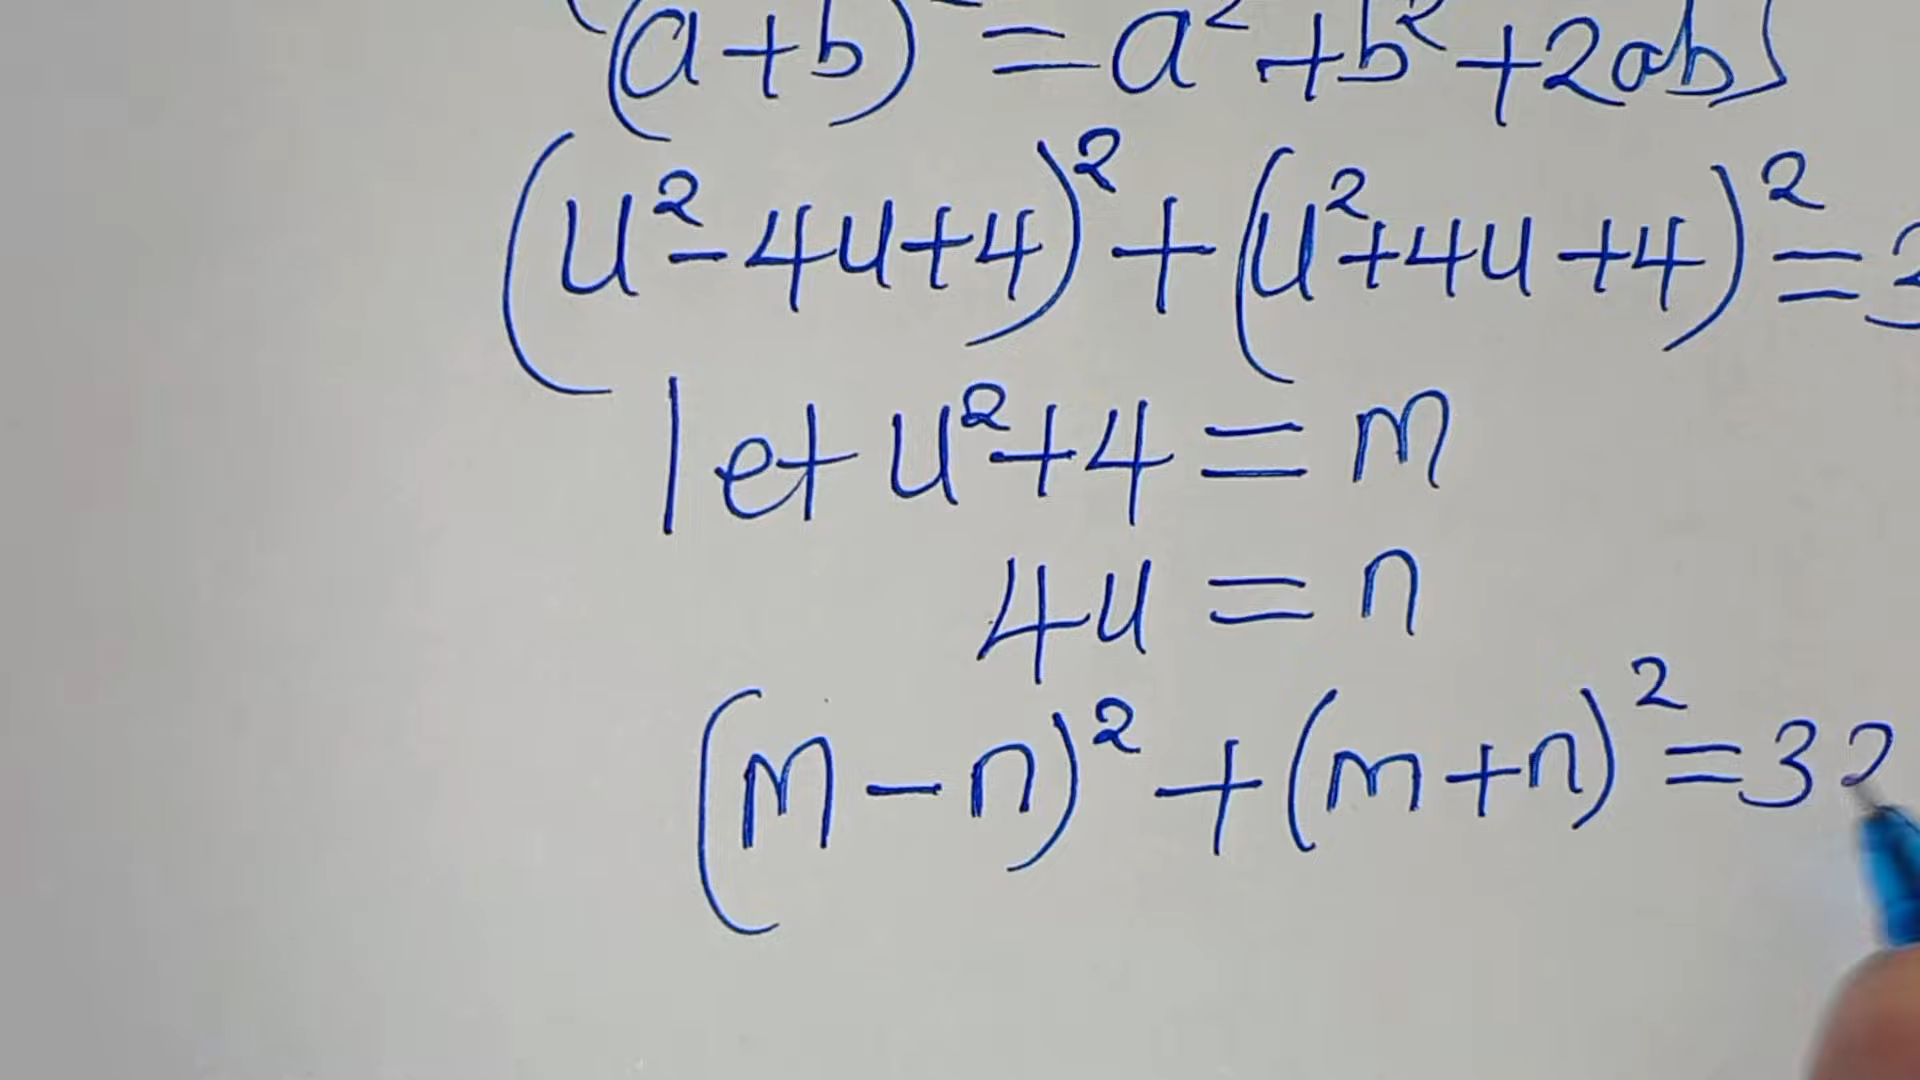 (a+b)² = a²+b²+2ab)
(u²-4u+4)²+(u²+4u+4)²=3
let u²+4 = m
4u = n
(m-n)²+(m+n)²=32